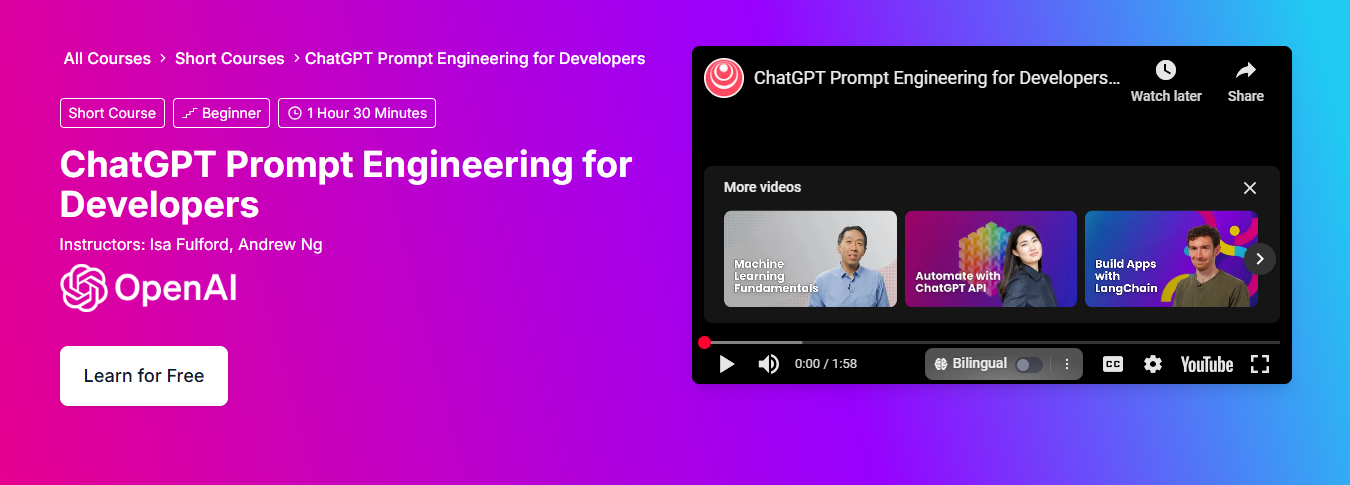 All Courses > Short Courses > ChatGPT Prompt Engineering for Developers
Short Course
Beginner
1 Hour 30 Minutes
ChatGPT Prompt Engineering for
Developers
Instructors: Isa Fulford, Andrew Ng
OpenAI
Learn for Free
ChatGPT Prompt Engineering for Developers...
Watch later
Share
More videos
Machine
Learning
Fundamentals
Automate with
ChatGPT API
Build Apps
with
LangChain
0:00 / 1:58
Bilingual
CC
YouTube